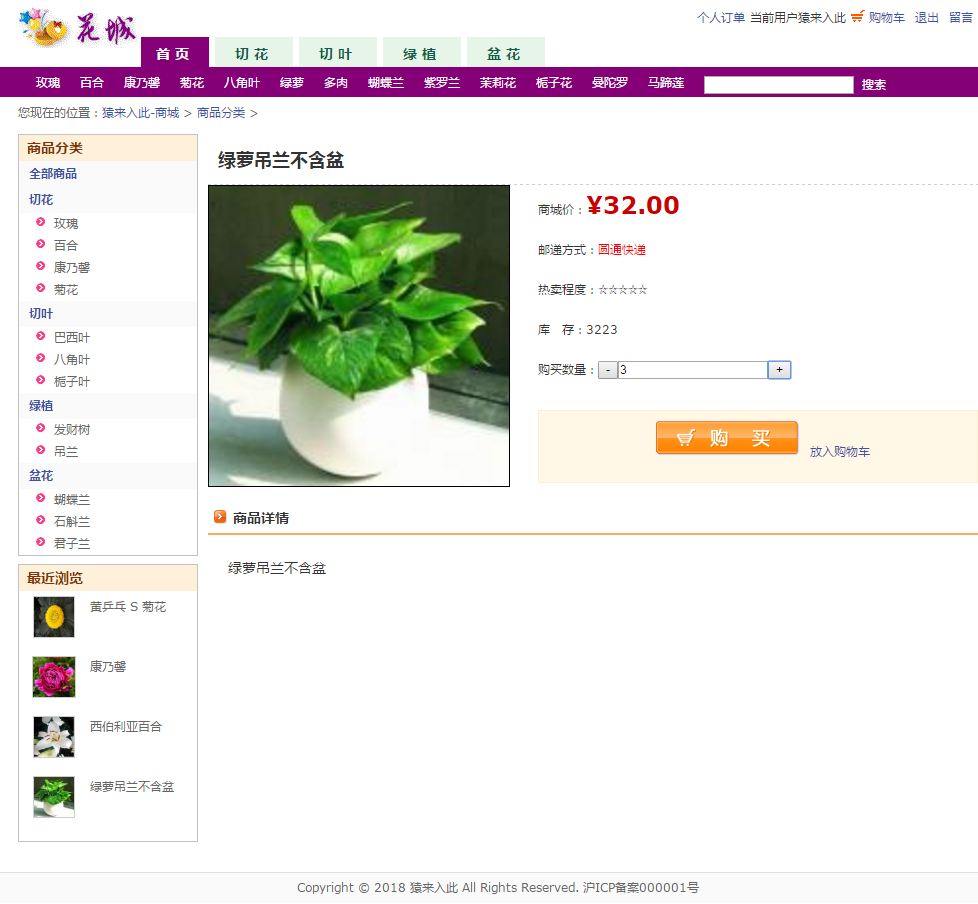 花城
个人订单 当前用户猿来入此 购物车 退出 留言
首页 切花 切叶 绿植 盆花
玫瑰 百合 康乃馨 菊花 八角叶 绿萝 多肉 蝴蝶兰 紫罗兰 茉莉花 栀子花 曼陀罗 马蹄莲 搜索
您现在的位置：猿来入此-商城 > 商品分类 >
商品分类
全部商品
切花
玫瑰
百合
康乃馨
菊花
切叶
巴西叶
八角叶
栀子叶
绿植
发财树
吊兰
盆花
蝴蝶兰
石斛兰
君子兰
最近浏览
黄乒乓 S 菊花
康乃馨
西伯利亚百合
绿萝吊兰不含盆
绿萝吊兰不含盆
商城价：¥32.00
邮递方式：圆通快递
热卖程度：☆☆☆☆☆
库 存：3223
购买数量：- 3 +
购 买 放入购物车
商品详情
绿萝吊兰不含盆
Copyright © 2018 猿来入此 All Rights Reserved. 沪ICP备案000001号